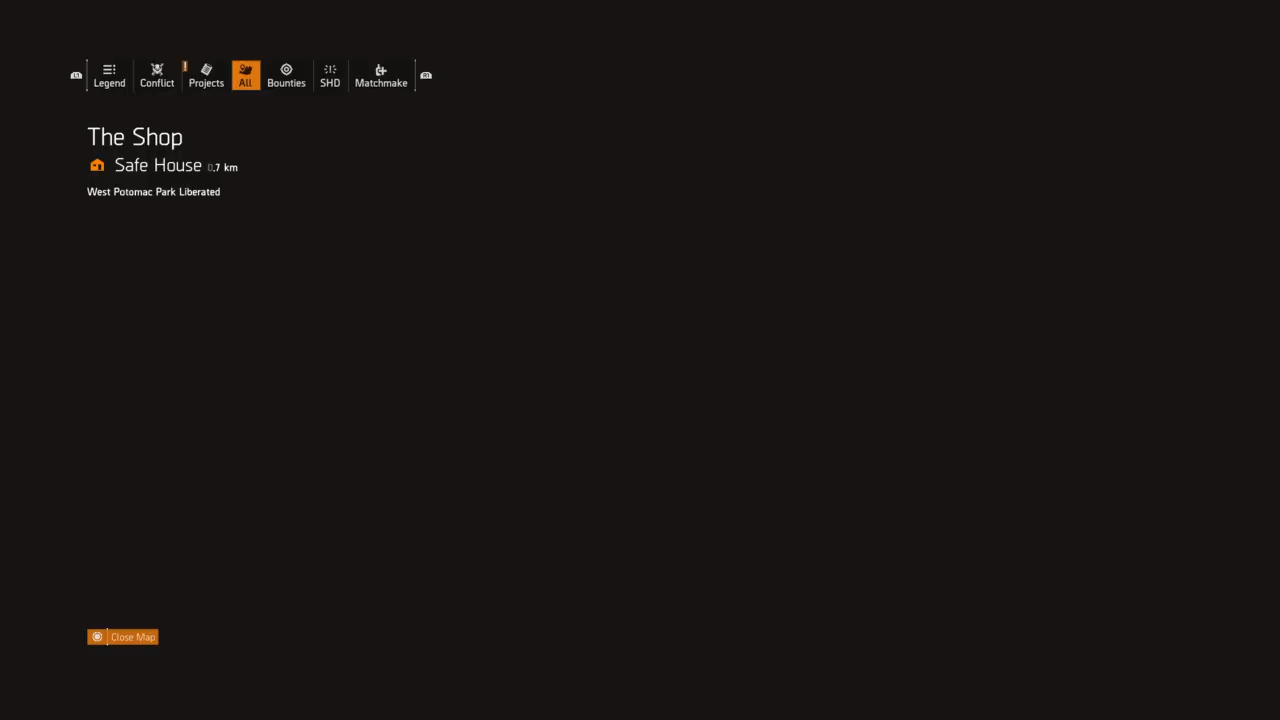 Legend Conflict Projects All Bounties SHD Matchmake
The Shop
Safe House 0.7 km
West Potomac Park Liberated
Close Map